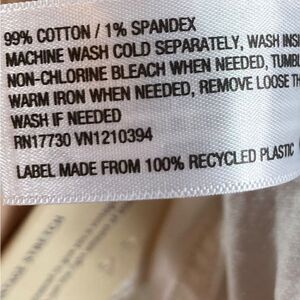 99% COTTON / 1% SPANDEX
MACHINE WASH COLD SEPARATELY, WASH INSI
NON-CHLORINE BLEACH WHEN NEEDED, TUMBL
WARM IRON WHEN NEEDED, REMOVE LOOSE TH
WASH IF NEEDED
RN17730 VN1210394
LABEL MADE FROM 100% RECYCLED PLASTIC